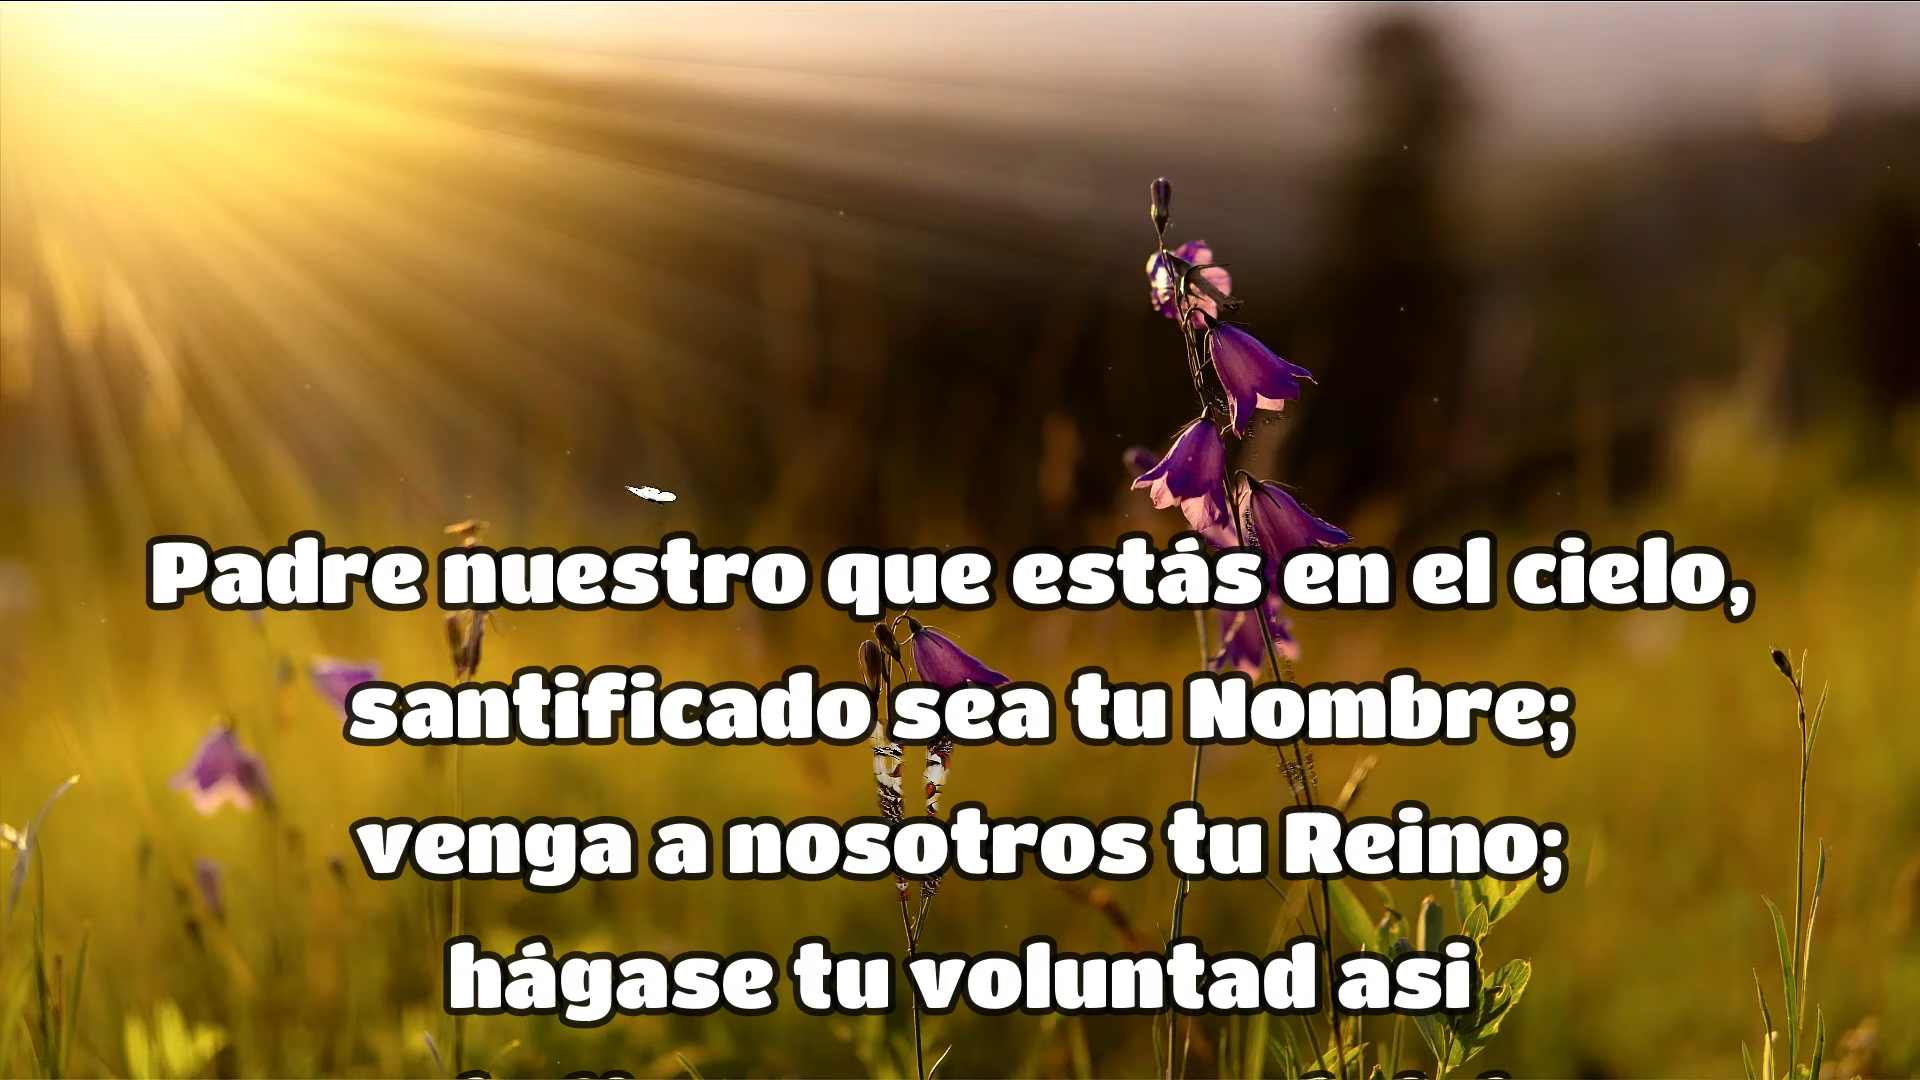 Padre nuestro que estás en el cielo,
santificado sea tu Nombre;
venga a nosotros tu Reino;
hágase tu voluntad asi